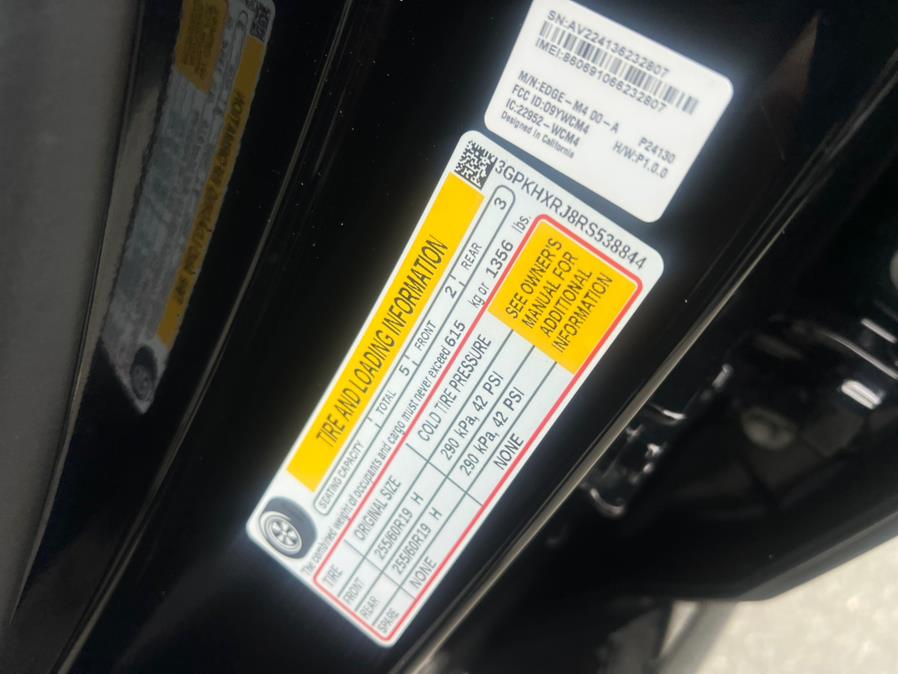 SN:AV224136232807
IMEI:860691066232807
M/N:EDGE-M4 00-A
P24130
FCC ID:O9YWCM4
H/W:P1.0.0
IC:22952-WCM4
Designed in California
3GPKHXRJ8RS538844
TIRE AND LOADING INFORMATION
SEATING CAPACITY TOTAL 5 FRONT 2 REAR 3
The combined weight of occupants and cargo must never exceed 615 kg or 1356 lbs.
TIRE ORIGINAL SIZE COLD TIRE PRESSURE
FRONT 255/60R19 H 290 kPa, 42 PSI
REAR 255/60R19 H 290 kPa, 42 PSI
SPARE NONE NONE
SEE OWNER'S
MANUAL FOR
ADDITIONAL
INFORMATION